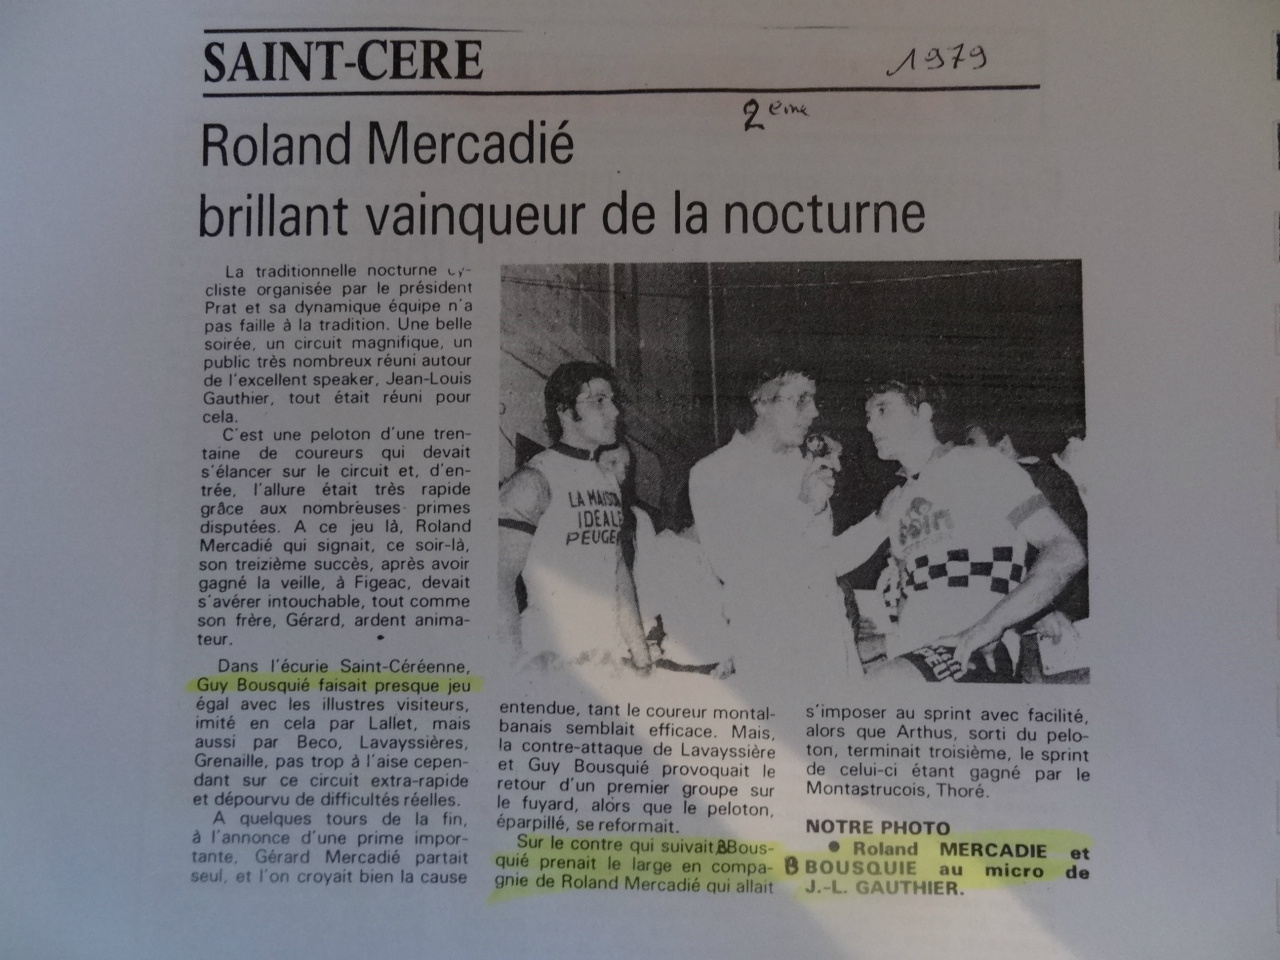 SAINT-CERE
1979
2eme
Roland Mercadié
brillant vainqueur de la nocturne
La traditionnelle nocturne cy-
cliste organisée par le président
Prat et sa dynamique équipe n'a
pas faille à la tradition. Une belle
soirée, un circuit magnifique, un
public très nombreux réuni autour
de l'excellent speaker, Jean-Louis
Gauthier, tout était réuni pour
cela.
C'est une peloton d'une tren-
taine de coureurs qui devait
s'élancer sur le circuit et, d'en-
trée, l'allure était très rapide
grâce aux nombreuses primes
disputées. A ce jeu là, Roland
Mercadié qui signait, ce soir-là,
son treizième succès, après avoir
gagné la veille, à Figeac, devait
s'avérer intouchable, tout comme
son frère, Gérard, ardent anima-
teur.
Dans l'écurie Saint-Céréenne,
Guy Bousquié faisait presque jeu
égal avec les illustres visiteurs,
imité en cela par Lallet, mais
aussi par Beco, Lavayssières,
Grenaille, pas trop à l'aise cepen-
dant sur ce circuit extra-rapide
et dépourvu de difficultés réelles.
A quelques tours de la fin,
à l'annonce d'une prime impor-
tante, Gérard Mercadié partait
seul, et l'on croyait bien la cause
LA MAISO
IDEALE
PEUGE
entendue, tant le coureur montal-
banais semblait efficace. Mais,
la contre-attaque de Lavayssière
et Guy Bousquié provoquait le
retour d'un premier groupe sur
le fuyard, alors que le peloton,
éparpillé, se reformait.
Sur le contre qui suivait, BBous-
quié prenait le large en compa-
gnie de Roland Mercadié qui allait
s'imposer au sprint avec facilité,
alors que Arthus, sorti du pelo-
ton, terminait troisième, le sprint
de celui-ci étant gagné par le
Montastrucois, Thoré.
NOTRE PHOTO
● Roland MERCADIE et
B BOUSQUIE au micro de
J.-L. GAUTHIER.